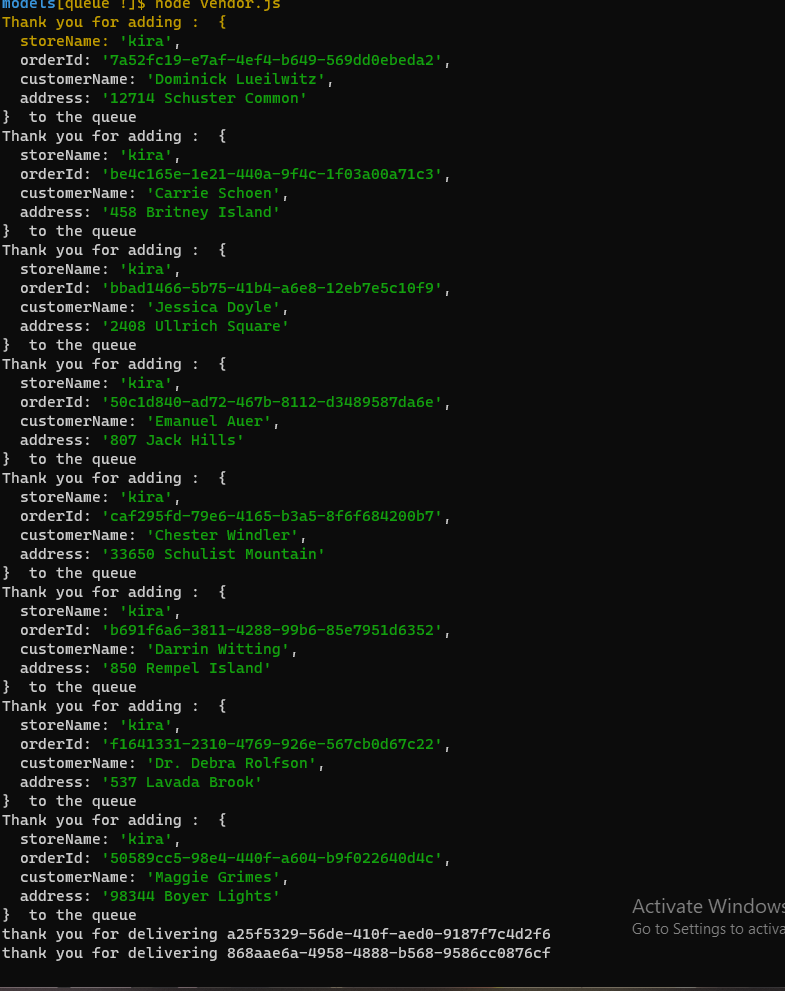 models[queue !]$ node vendor.js
Thank you for adding :  {
  storeName: 'kira',
  orderId: '7a52fc19-e7af-4ef4-b649-569dd0ebeda2',
  customerName: 'Dominick Lueilwitz',
  address: '12714 Schuster Common'
}  to the queue
Thank you for adding :  {
  storeName: 'kira',
  orderId: 'be4c165e-1e21-440a-9f4c-1f03a00a71c3',
  customerName: 'Carrie Schoen',
  address: '458 Britney Island'
}  to the queue
Thank you for adding :  {
  storeName: 'kira',
  orderId: 'bbad1466-5b75-41b4-a6e8-12eb7e5c10f9',
  customerName: 'Jessica Doyle',
  address: '2408 Ullrich Square'
}  to the queue
Thank you for adding :  {
  storeName: 'kira',
  orderId: '50c1d840-ad72-467b-8112-d3489587da6e',
  customerName: 'Emanuel Auer',
  address: '807 Jack Hills'
}  to the queue
Thank you for adding :  {
  storeName: 'kira',
  orderId: 'caf295fd-79e6-4165-b3a5-8f6f684200b7',
  customerName: 'Chester Windler',
  address: '33650 Schulist Mountain'
}  to the queue
Thank you for adding :  {
  storeName: 'kira',
  orderId: 'b691f6a6-3811-4288-99b6-85e7951d6352',
  customerName: 'Darrin Witting',
  address: '850 Rempel Island'
}  to the queue
Thank you for adding :  {
  storeName: 'kira',
  orderId: 'f1641331-2310-4769-926e-567cb0d67c22',
  customerName: 'Dr. Debra Rolfson',
  address: '537 Lavada Brook'
}  to the queue
Thank you for adding :  {
  storeName: 'kira',
  orderId: '50589cc5-98e4-440f-a604-b9f022640d4c',
  customerName: 'Maggie Grimes',
  address: '98344 Boyer Lights'
}  to the queue
thank you for delivering a25f5329-56de-410f-aed0-9187f7c4d2f6
thank you for delivering 868aae6a-4958-4888-b568-9586cc0876cf
Activate Windows
Go to Settings to activa